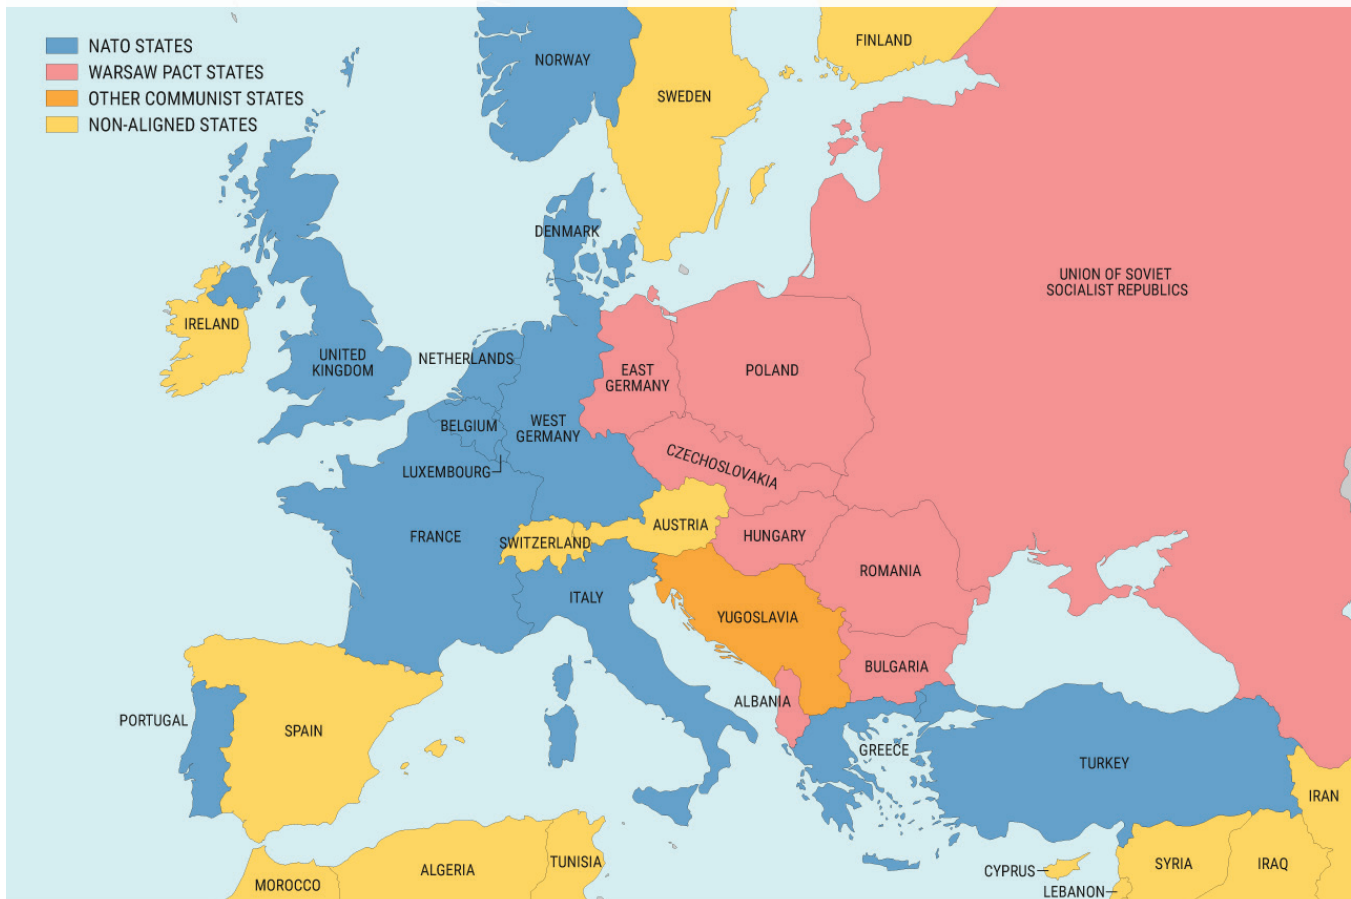 NATO STATES
WARSAW PACT STATES
OTHER COMMUNIST STATES
NON-ALIGNED STATES
NORWAY
FINLAND
SWEDEN
DENMARK
UNION OF SOVIET
SOCIALIST REPUBLICS
IRELAND
UNITED
KINGDOM
NETHERLANDS
EAST
GERMANY
POLAND
BELGIUM
WEST
GERMANY
LUXEMBOURG
CZECHOSLOVAKIA
FRANCE
SWITZERLAND
AUSTRIA
HUNGARY
ROMANIA
ITALY
YUGOSLAVIA
BULGARIA
ALBANIA
PORTUGAL
SPAIN
GREECE
TURKEY
IRAN
MOROCCO
ALGERIA
TUNISIA
CYPRUS
LEBANON
SYRIA
IRAQ